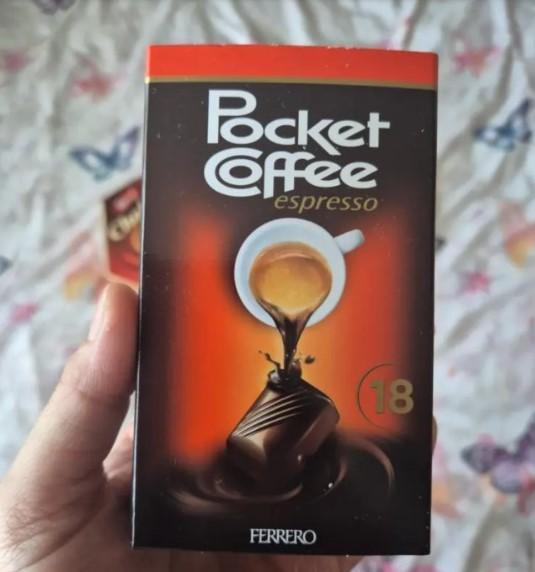 Pocket
Coffee
espresso
18
FERRERO